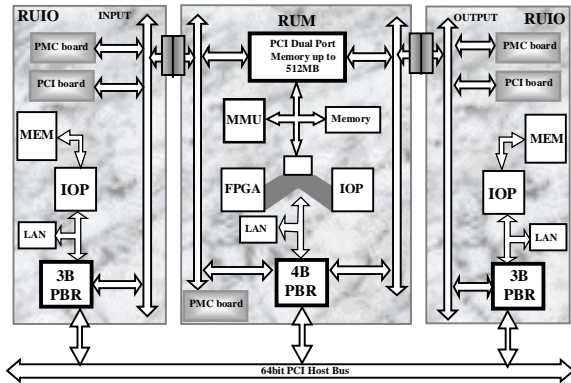 RUIO
INPUT
PMC board
PCI board
MEM
IOP
LAN
3B
PBR
RUM
PCI Dual Port
Memory up to
512MB
MMU
Memory
FPGA
IOP
LAN
4B
PBR
PMC board
OUTPUT
RUIO
PMC board
PCI board
MEM
IOP
LAN
3B
PBR
64bit PCI Host Bus